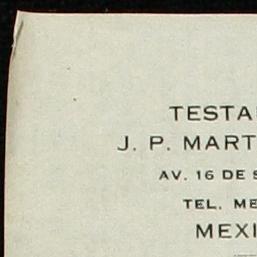 TESTA
J. P. MART
AV. 16 DE S
TEL. ME
MEXI